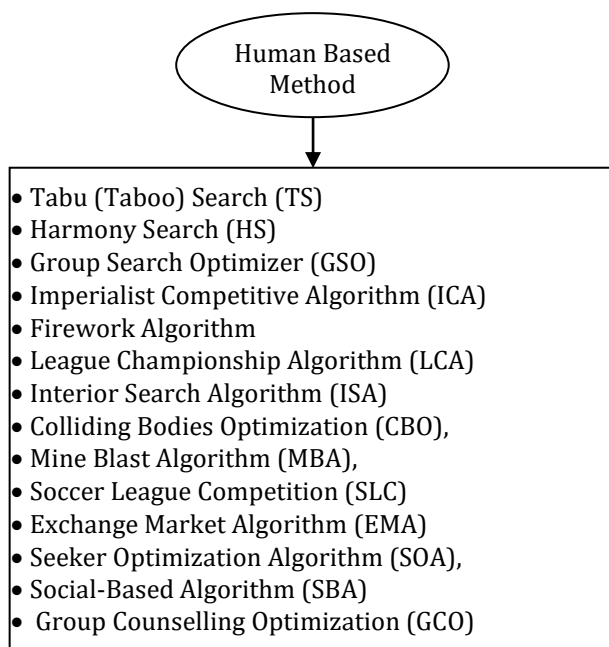 Human Based
Method
• Tabu (Taboo) Search (TS)
• Harmony Search (HS)
• Group Search Optimizer (GSO)
• Imperialist Competitive Algorithm (ICA)
• Firework Algorithm
• League Championship Algorithm (LCA)
• Interior Search Algorithm (ISA)
• Colliding Bodies Optimization (CBO),
• Mine Blast Algorithm (MBA),
• Soccer League Competition (SLC)
• Exchange Market Algorithm (EMA)
• Seeker Optimization Algorithm (SOA),
• Social-Based Algorithm (SBA)
• Group Counselling Optimization (GCO)